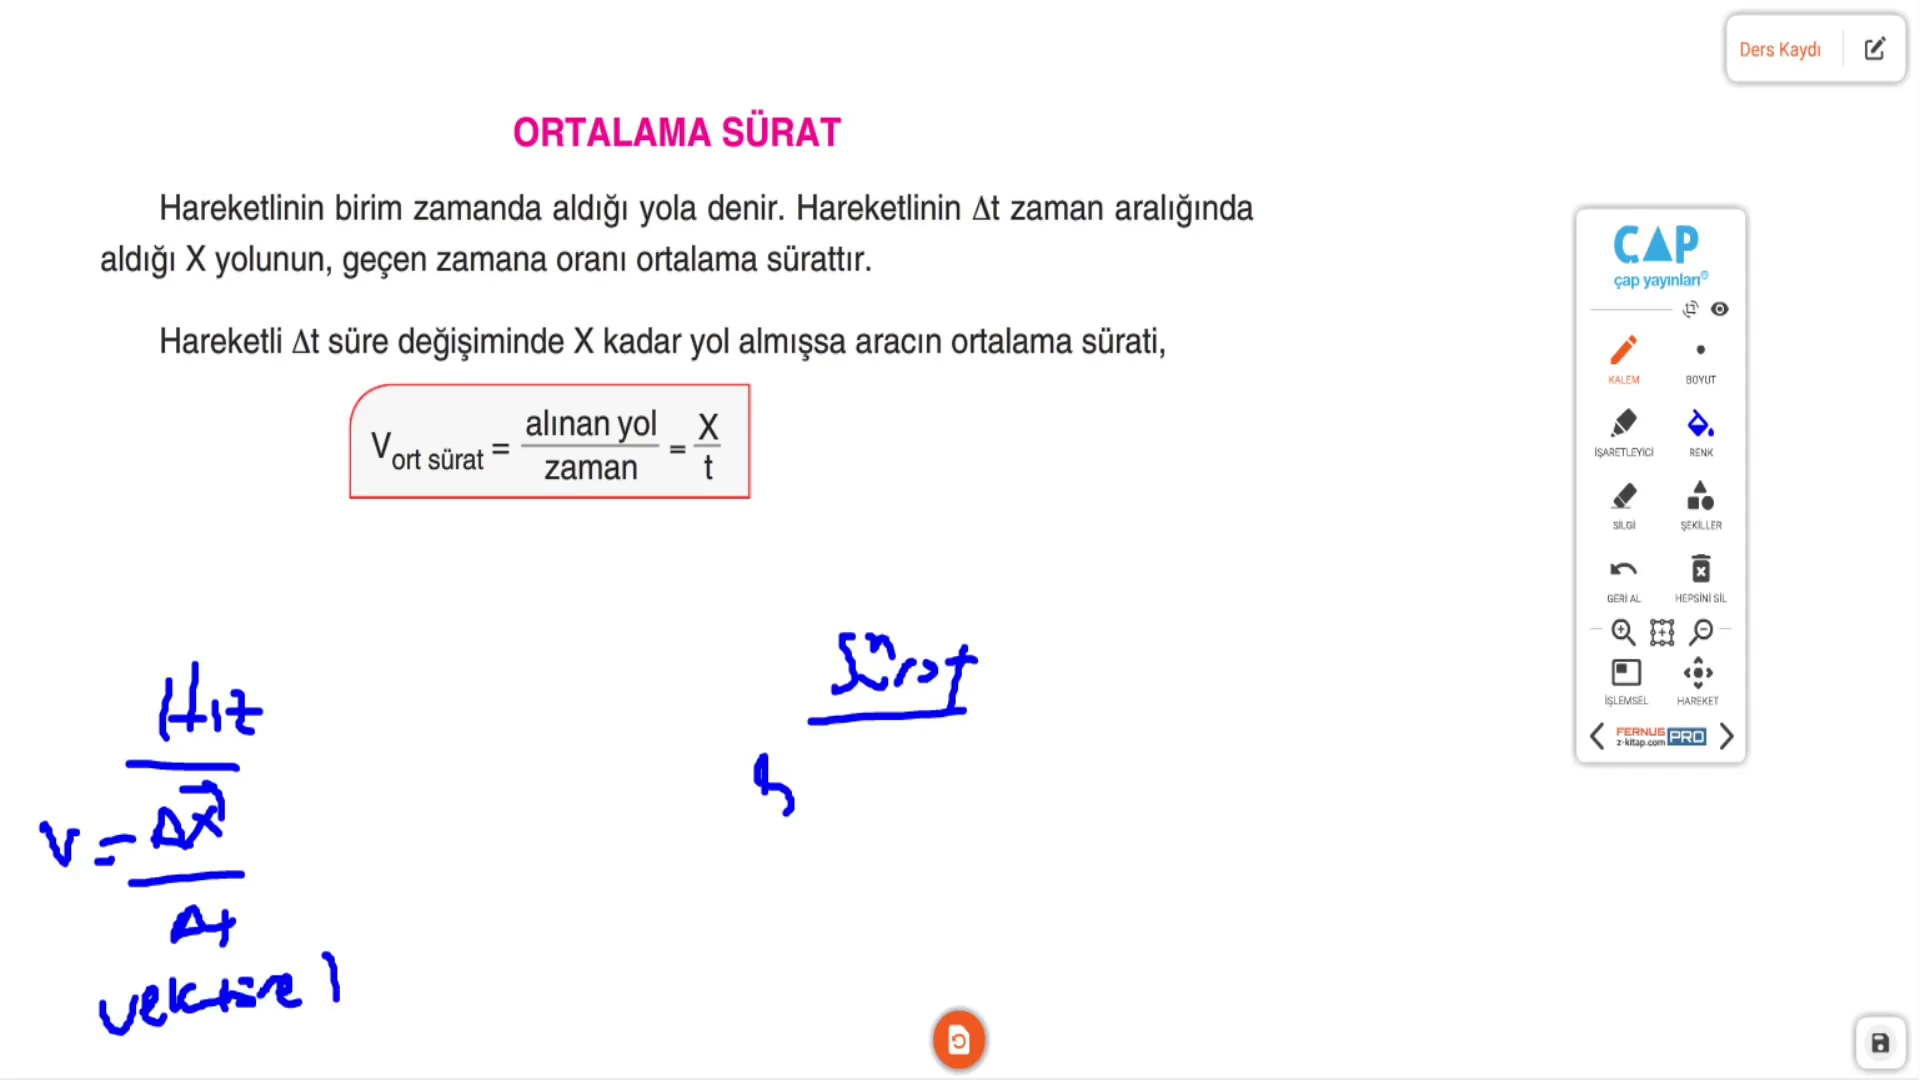 Ders Kaydı
ORTALAMA SÜRAT
Hareketlinin birim zamanda aldığı yola denir. Hareketlinin Δt zaman aralığında
aldığı X yolunun, geçen zamana oranı ortalama sürattır.
Hareketli Δt süre değişiminde X kadar yol almışsa aracın ortalama sürati,
V ort sürat = alınan yol / zaman = X / t
Hız
V = Δx⃗ / Δt
vektörel
Sürat
ÇAP
çap yayınları®
KALEM
BOYUT
İŞARETLEYİCİ
RENK
SİLGİ
ŞEKİLLER
GERİ AL
HEPSİNİ SİL
İŞLEMSEL
HAREKET
FERNUS
z-kitap.com PRO